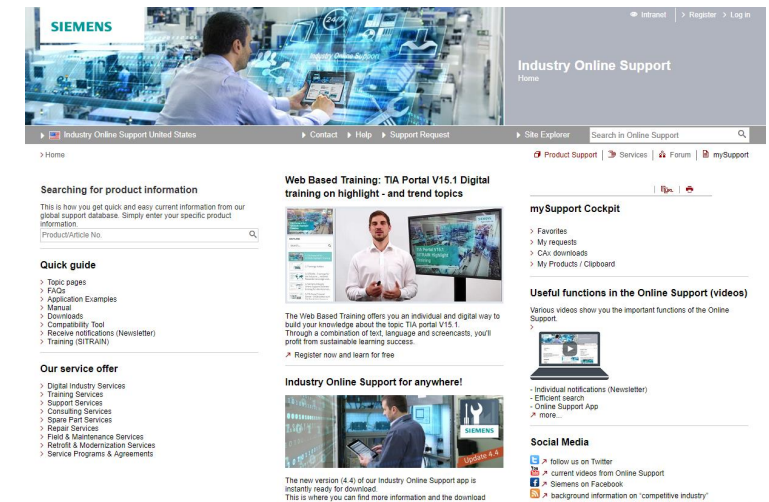 SIEMENS
24/7
Industry Online Support
Intranet
> Register > Log in
Industry Online Support
Home
Industry Online Support United States
Contact
Help
Support Request
Site Explorer
Search in Online Support
> Home
Product Support
Services
Forum
mySupport
Searching for product information
This is how you get quick and easy current information from our
global support database. Simply enter your specific product
information.
Product/Article No.
Quick guide
> Topic pages
> FAQs
> Application Examples
> Manual
> Downloads
> Compatibility Tool
> Receive notifications (Newsletter)
> Training (SITRAIN)
Our service offer
> Digital Industry Services
> Training Services
> Support Services
> Consulting Services
> Spare Part Services
> Repair Services
> Field & Maintenance Services
> Retrofit & Modernization Services
> Service Programs & Agreements
Web Based Training: TIA Portal V15.1 Digital
training on highlight - and trend topics
SIEMENS
The Web Based Training offers you an individual and digital way to
build your knowledge about the topic TIA portal V15.1.
Through a combination of text, language and screencasts, you'll
profit from sustainable learning success.
Register now and learn for free
Industry Online Support for anywhere!
SIEMENS
Update 4.4
The new version (4.4) of our Industry Online Support app is
instantly ready for download.
This is where you can find more information and the download
mySupport Cockpit
> Favorites
> My requests
> CAx downloads
> My Products / Clipboard
Useful functions in the Online Support (videos)
Various videos show you the important functions of the Online
Support.
>
- Individual notifications (Newsletter)
- Efficient search
- Online Support App
more...
Social Media
follow us on Twitter
current videos from Online Support
Siemens on Facebook
background information on "competitive industry"